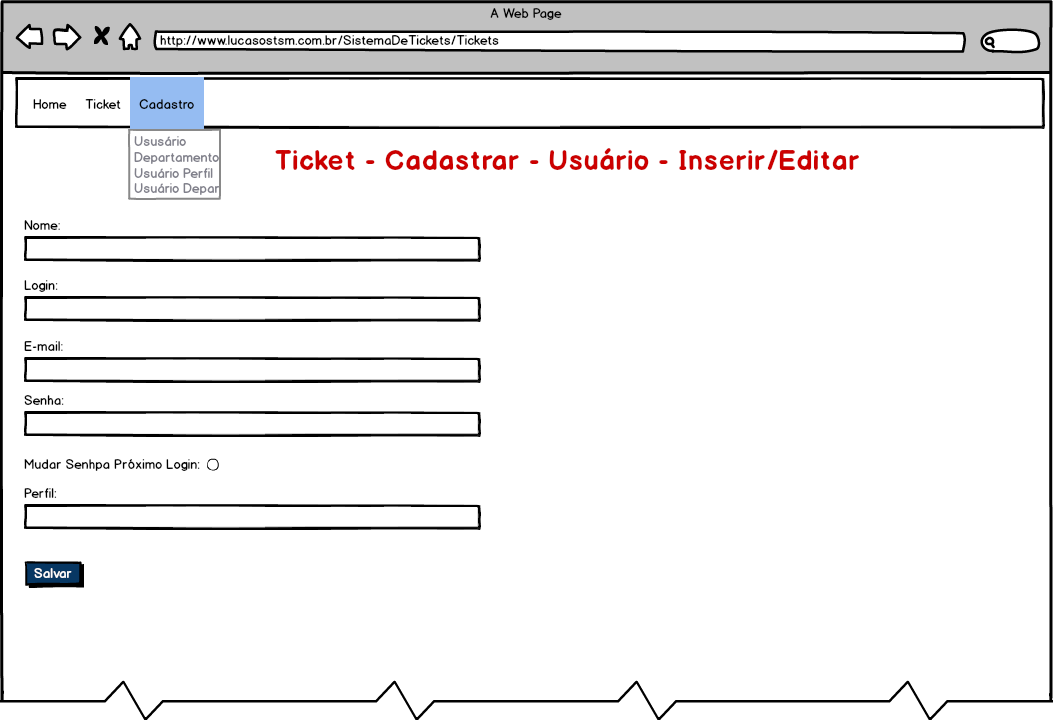 A Web Page
http://www.lucasostsm.com.br/SistemaDeTickets/Tickets
Home Ticket Cadastro
Ususário
Departamento
Usuário Perfil
Usuário Depar
Ticket - Cadastrar - Usuário - Inserir/Editar
Nome:
Login:
E-mail:
Senha:
Mudar Senhpa Próximo Login:
Perfil:
Salvar